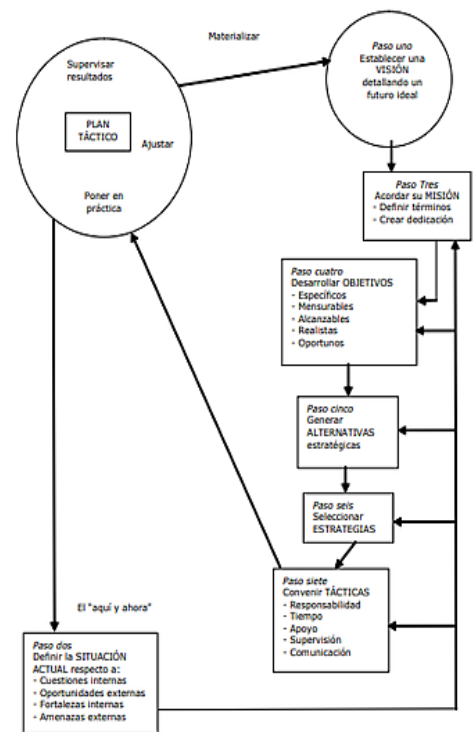 Materializar
Supervisar
resultados
PLAN
TÁCTICO
Ajustar
Poner en
práctica
Paso uno
Establecer una
VISIÓN
detallando un
futuro ideal
Paso Tres
Acordar su MISIÓN
- Definir términos
- Crear dedicación
Paso cuatro
Desarrollar OBJETIVOS
- Específicos
- Mensurables
- Alcanzables
- Realistas
- Oportunos
Paso cinco
Generar
ALTERNATIVAS
estratégicas
Paso seis
Seleccionar
ESTRATEGIAS
Paso siete
Convenir TÁCTICAS
- Responsabilidad
- Tiempo
- Apoyo
- Supervisión
- Comunicación
El "aquí y ahora"
Paso dos
Definir la SITUACIÓN
ACTUAL respecto a:
- Cuestiones internas
- Oportunidades externas
- Fortalezas internas
- Amenazas externas